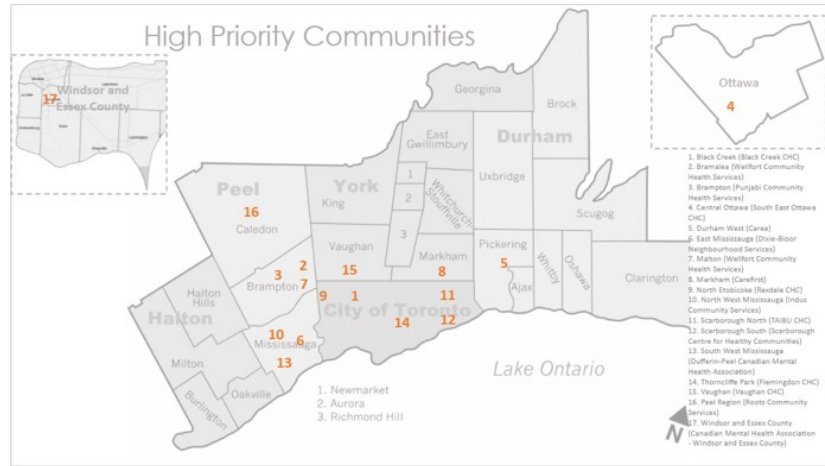 High Priority Communities
Windsor and
Essex County
17
Ottawa
4
Georgina
Brock
East
Gwillimbury
Durham
1
2
3
Whitchurch-
Stouffville
Uxbridge
Scugog
Peel
16
Caledon
York
King
Vaughan
15
Markham
8
Pickering
5
Ajax
Whitby
Oshawa
Clarington
2
3
7
Brampton
9
1
11
City of Toronto
14
12
Halton
Hills
Halton
10
6
Mississauga
13
Milton
Oakville
Burlington
Lake Ontario
1. Newmarket
2. Aurora
3. Richmond Hill
N
1. Black Creek (Black Creek CHC)
2. Bramalea (Wellfort Community
Health Services)
3. Brampton (Punjabi Community
Health Services)
4. Central Ottawa (South East Ottawa
CHC)
5. Durham West (Carea)
6. East Mississauga (Dixie-Bloor
Neighbourhood Services)
7. Malton (Wellfort Community
Health Services)
8. Markham (Carefirst)
9. North Etobicoke (Rexdale CHC)
10. North West Mississauga (Indus
Community Services)
11. Scarborough North (TAIBU CHC)
12. Scarborough South (Scarborough
Centre for Healthy Communities)
13. South West Mississauga
(Dufferin-Peel Canadian Mental
Health Association)
14. Thorncliffe Park (Flemingdon CHC)
15. Vaughan (Vaughan CHC)
16. Peel Region (Roots Community
Services)
17. Windsor and Essex County
(Canadian Mental Health Association
- Windsor and Essex County)